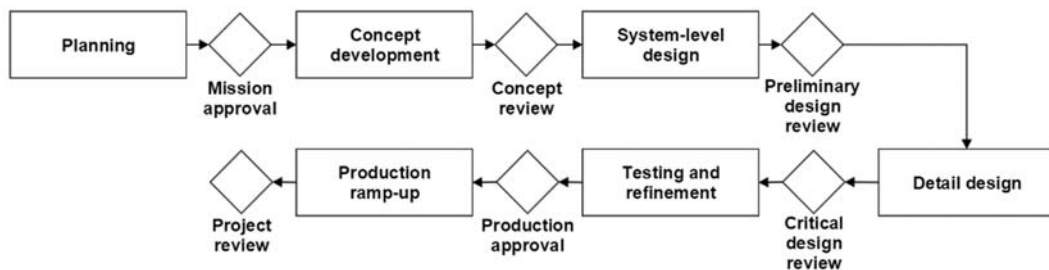 Planning
Mission
approval
Concept
development
Concept
review
System-level
design
Preliminary
design
review
Detail design
Critical
design
review
Testing and
refinement
Production
approval
Production
ramp-up
Project
review